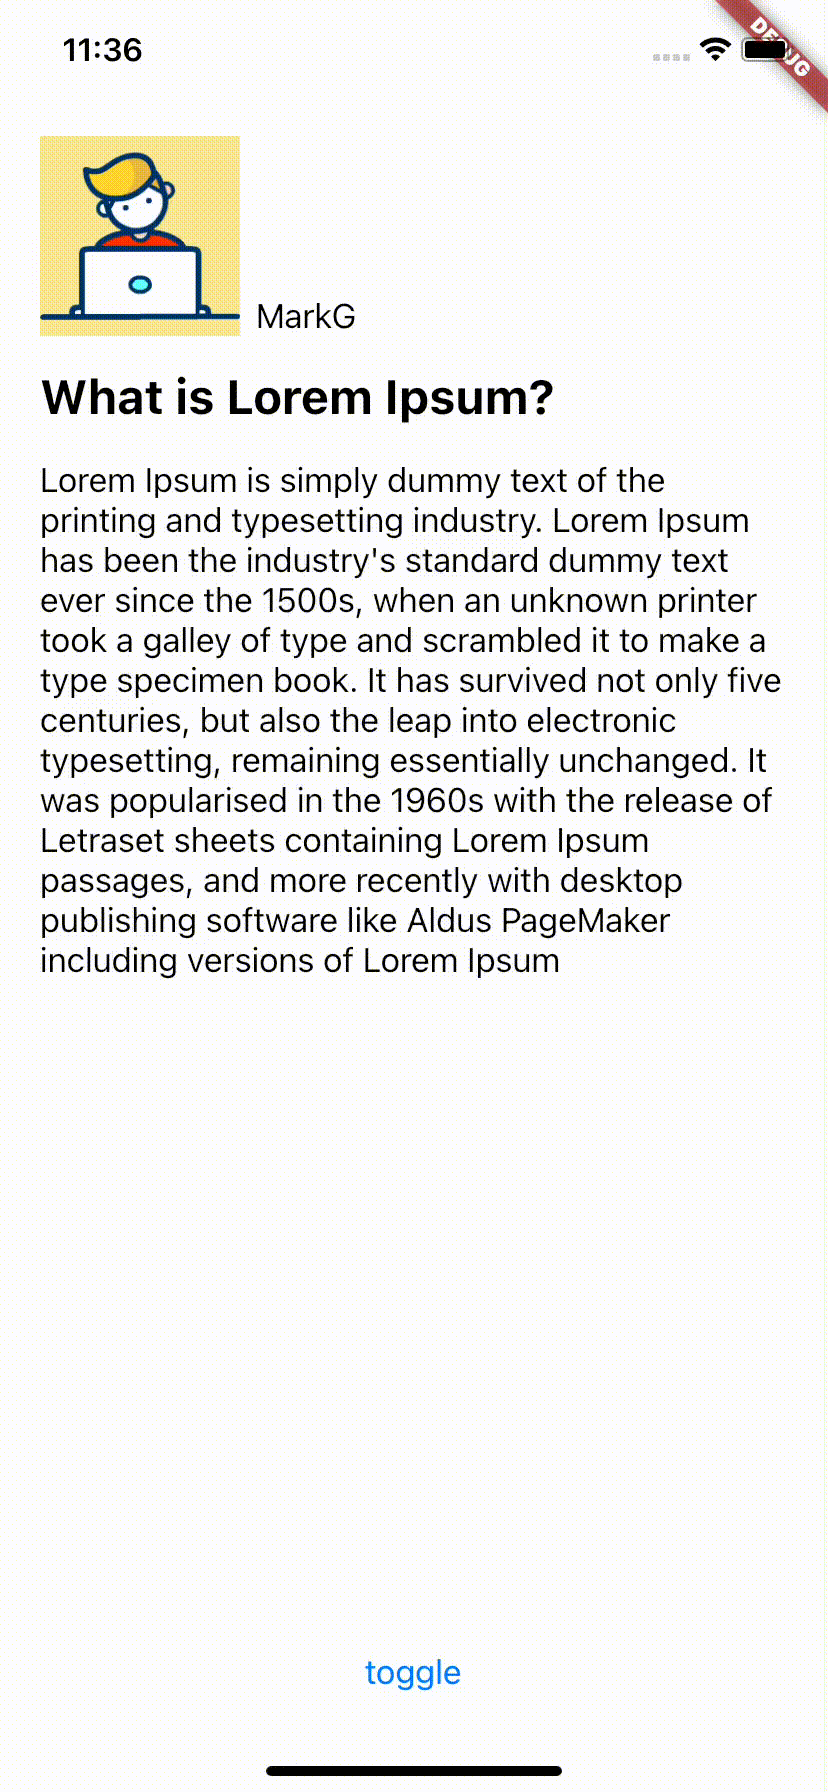 11:36
DEBUG
MarkG
What is Lorem Ipsum?
Lorem Ipsum is simply dummy text of the
printing and typesetting industry. Lorem Ipsum
has been the industry's standard dummy text
ever since the 1500s, when an unknown printer
took a galley of type and scrambled it to make a
type specimen book. It has survived not only five
centuries, but also the leap into electronic
typesetting, remaining essentially unchanged. It
was popularised in the 1960s with the release of
Letraset sheets containing Lorem Ipsum
passages, and more recently with desktop
publishing software like Aldus PageMaker
including versions of Lorem Ipsum
toggle